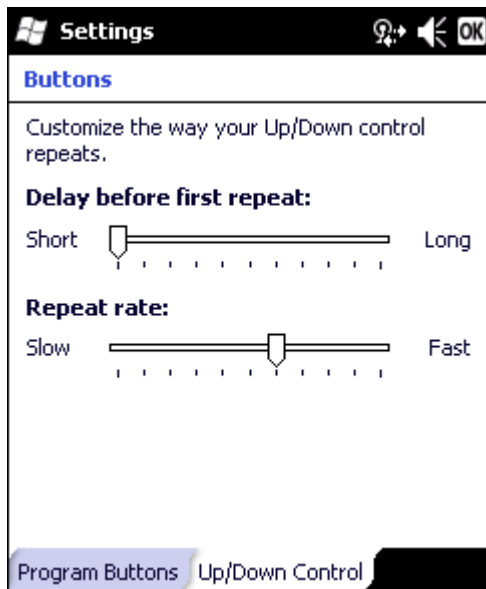 Settings
OK
Buttons
Customize the way your Up/Down control
repeats.
Delay before first repeat:
Short Long
Repeat rate:
Slow Fast
Program Buttons Up/Down Control